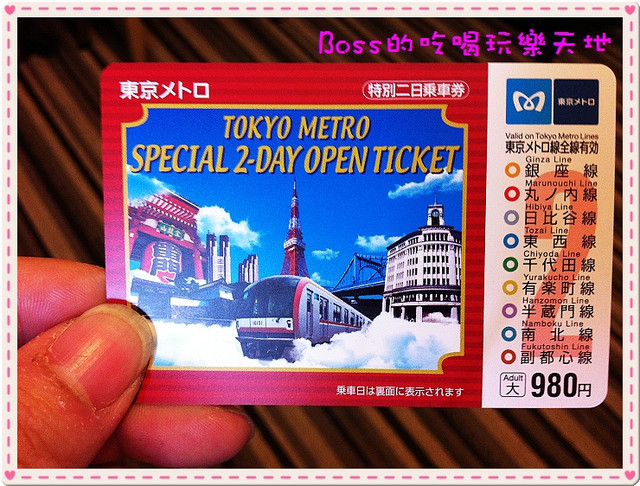 Boss的吃喝玩樂天地
東京メトロ
特別二日乗車券
TOKYO METRO
SPECIAL 2-DAY OPEN TICKET
乗車日は裏面に表示されます
東京メトロ
Valid on Tokyo Metro Lines
東京メトロ線全線有効
Ginza Line
銀座線
Marunouchi Line
丸ノ内線
Hibiya Line
日比谷線
Tozai Line
東西線
Chiyoda Line
千代田線
Yurakucho Line
有楽町線
Hanzomon Line
半蔵門線
Namboku Line
南北線
Fukutoshin Line
副都心線
Adult
大
980円